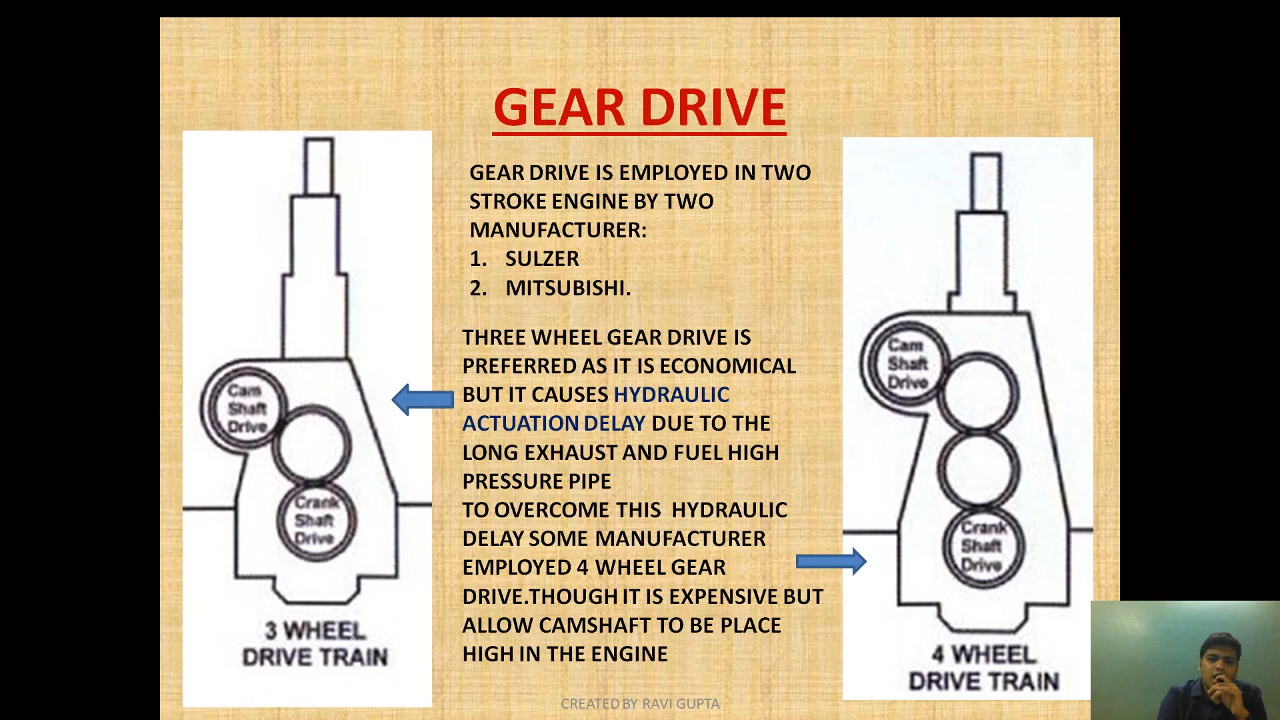 GEAR DRIVE
GEAR DRIVE IS EMPLOYED IN TWO
STROKE ENGINE BY TWO
MANUFACTURER:
1. SULZER
2. MITSUBISHI.
THREE WHEEL GEAR DRIVE IS
PREFERRED AS IT IS ECONOMICAL
BUT IT CAUSES HYDRAULIC
ACTUATION DELAY DUE TO THE
LONG EXHAUST AND FUEL HIGH
PRESSURE PIPE
TO OVERCOME THIS HYDRAULIC
DELAY SOME MANUFACTURER
EMPLOYED 4 WHEEL GEAR
DRIVE.THOUGH IT IS EXPENSIVE BUT
ALLOW CAMSHAFT TO BE PLACE
HIGH IN THE ENGINE
Cam
Shaft
Drive
Crank
Shaft
Drive
3 WHEEL
DRIVE TRAIN
Cam
Shaft
Drive
Crank
Shaft
Drive
4 WHEEL
DRIVE TRAIN
CREATED BY RAVI GUPTA